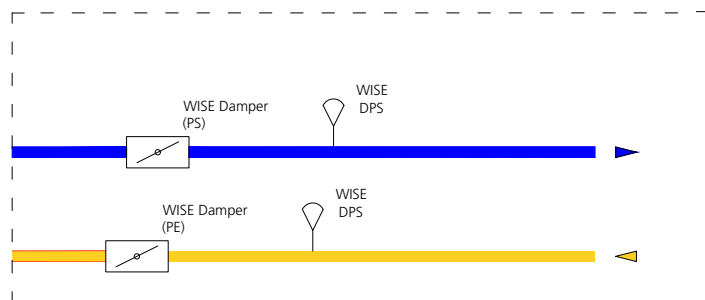 WISE
DPS
WISE Damper
(PS)
WISE
DPS
WISE Damper
(PE)